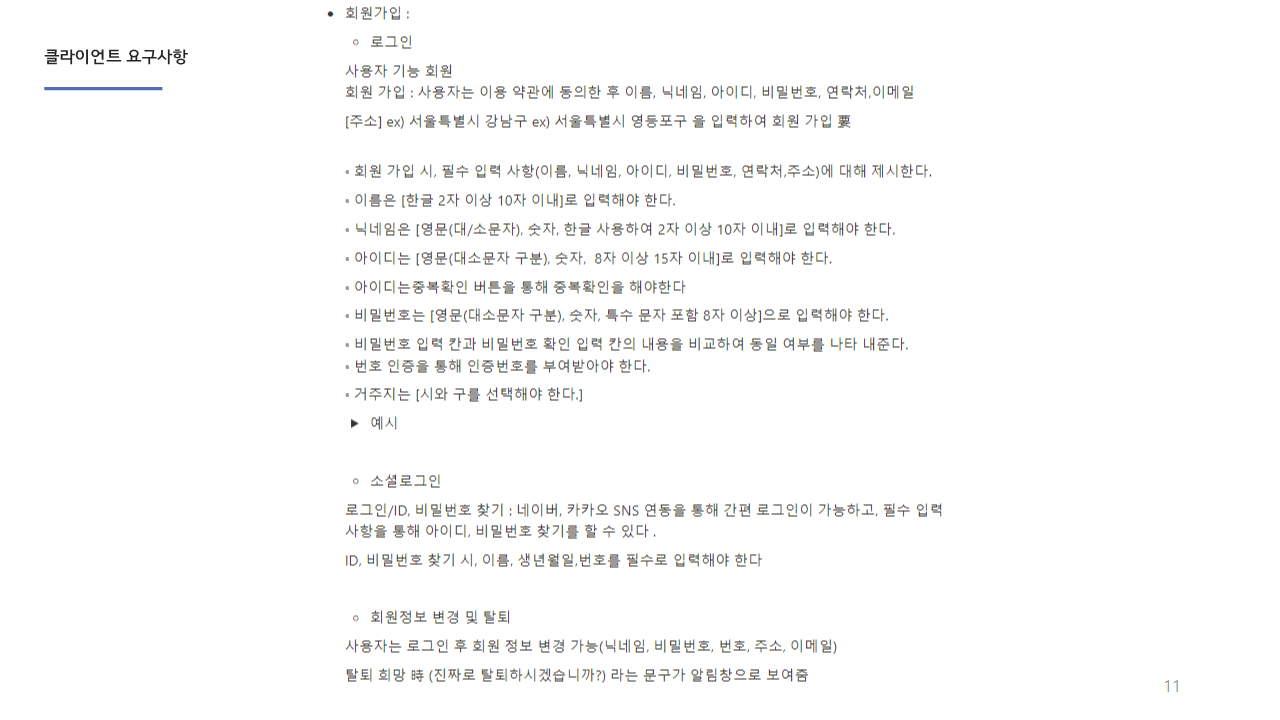 클라이언트 요구사항
• 회원가입 :
◦ 로그인
사용자 기능 회원
회원 가입 : 사용자는 이용 약관에 동의한 후 이름, 닉네임, 아이디, 비밀번호, 연락처,이메일
[주소] ex) 서울특별시 강남구 ex) 서울특별시 영등포구 을 입력하여 회원 가입 要
▫ 회원 가입 시, 필수 입력 사항(이름, 닉네임, 아이디, 비밀번호, 연락처,주소)에 대해 제시한다.
▫ 이름은 [한글 2자 이상 10자 이내]로 입력해야 한다.
▫ 닉네임은 [영문(대/소문자), 숫자, 한글 사용하여 2자 이상 10자 이내]로 입력해야 한다.
▫ 아이디는 [영문(대소문자 구분), 숫자,  8자 이상 15자 이내]로 입력해야 한다.
▫ 아이디는중복확인 버튼을 통해 중복확인을 해야한다
▫ 비밀번호는 [영문(대소문자 구분), 숫자, 특수 문자 포함 8자 이상]으로 입력해야 한다.
▫ 비밀번호 입력 칸과 비밀번호 확인 입력 칸의 내용을 비교하여 동일 여부를 나타 내준다.
▫ 번호 인증을 통해 인증번호를 부여받아야 한다.
▫ 거주지는 [시와 구를 선택해야 한다.]
▶ 예시
◦ 소셜로그인
로그인/ID, 비밀번호 찾기 : 네이버, 카카오 SNS 연동을 통해 간편 로그인이 가능하고, 필수 입력
사항을 통해 아이디, 비밀번호 찾기를 할 수 있다 .
ID, 비밀번호 찾기 시, 이름, 생년월일,번호를 필수로 입력해야 한다
◦ 회원정보 변경 및 탈퇴
사용자는 로그인 후 회원 정보 변경 가능(닉네임, 비밀번호, 번호, 주소, 이메일)
탈퇴 희망 時 (진짜로 탈퇴하시겠습니까?) 라는 문구가 알림창으로 보여줌
11